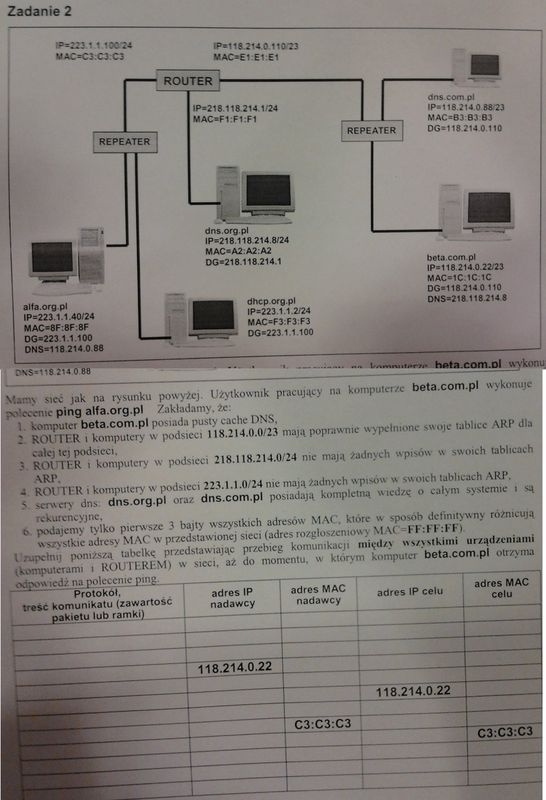 Zadanie 2
IP=223.1.1.100/24
MAC=C3:C3:C3
IP=118.214.0.110/23
MAC=E1:E1:E1
ROUTER
IP=218.118.214.1/24
MAC=F1:F1:F1
REPEATER
REPEATER
dns.com.pl
IP=118.214.0.88/23
MAC=B3:B3:B3
DG=118.214.0.110
dns.org.pl
IP=218.118.214.8/24
MAC=A2:A2:A2
DG=218.118.214.1
beta.com.pl
IP=118.214.0.22/23
MAC=1C:1C:1C
DG=118.214.0.110
DNS=218.118.214.8
alfa.org.pl
IP=223.1.1.40/24
MAC=8F:8F:8F
DG=223.1.1.100
DNS=118.214.0.88
dhcp.org.pl
IP=223.1.1.2/24
MAC=F3:F3:F3
DG=223.1.1.100
komputerze beta.com.pl wykonu
DNS=118.214.0.88
Mamy sieć jak na rysunku powyżej. Użytkownik pracujący na komputerze beta.com.pl wykonuje
polecenie ping alfa.org.pl Zakładamy, że:
1. komputer beta.com.pl posiada pusty cache DNS,
2. ROUTER i komputery w podsieci 118.214.0.0/23 mają poprawnie wypełnione swoje tablice ARP dla
całej tej podsieci,
3. ROUTER i komputery w podsieci 218.118.214.0/24 nie mają żadnych wpisów w swoich tablicach
ARP,
4. ROUTER i komputery w podsieci 223.1.1.0/24 nie mają żadnych wpisów w swoich tablicach ARP,
5. serwery dns: dns.org.pl oraz dns.com.pl posiadają kompletną wiedzę o całym systemie i są
rekurencyjne,
6. podajemy tylko pierwsze 3 bajty wszystkich adresów MAC, które w sposób definitywny różnicują
wszystkie adresy MAC w przedstawionej sieci (adres rozgłoszeniowy MAC=FF:FF:FF).
Uzupełnij poniższą tabelkę przedstawiając przebieg komunikacji między wszystkimi urządzeniami
(komputerami i ROUTEREM) w sieci, aż do momentu, w którym komputer beta.com.pl otrzyma
odpowiedź na polecenie ping.
Protokół,
treść komunikatu (zawartość
pakietu lub ramki)
adres IP
nadawcy
adres MAC
nadawcy
adres IP celu
adres MAC
celu
118.214.0.22
118.214.0.22
C3:C3:C3
C3:C3:C3